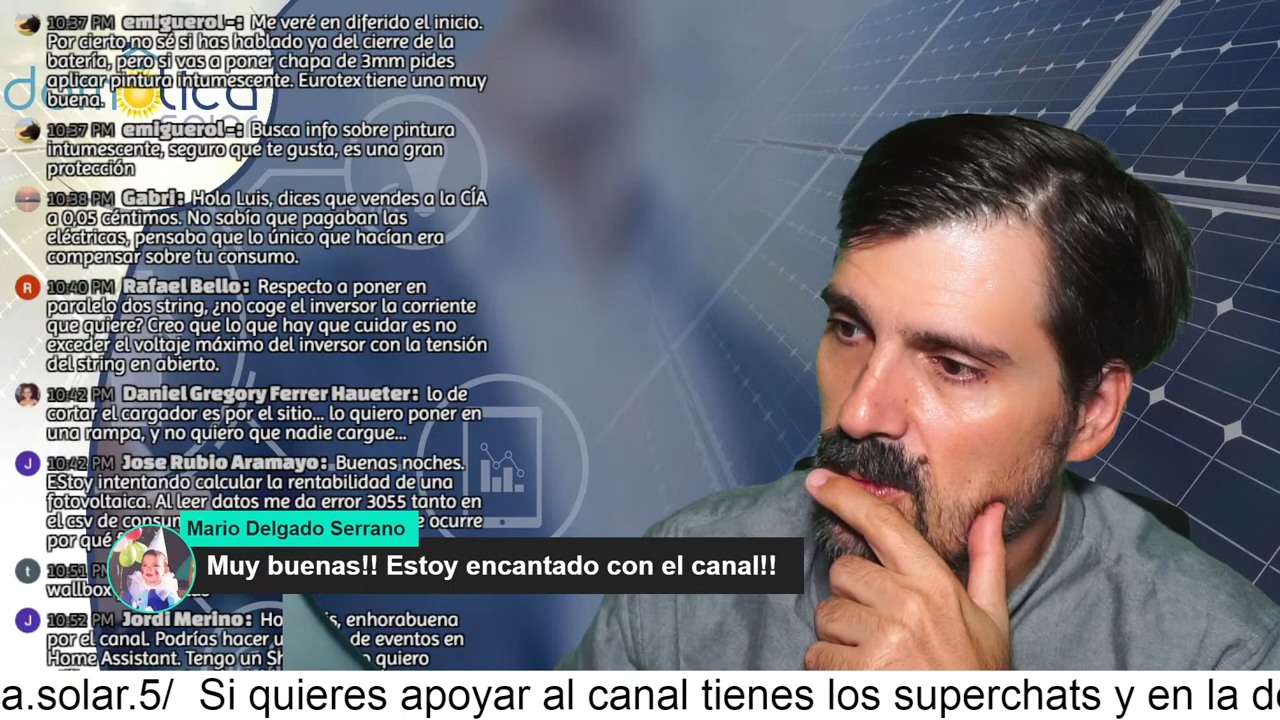 10:37 PM emiguerol-: Me veré en diferido el inicio.
Por cierto no sé si has hablado ya del cierre de la
batería, pero si vas a poner chapa de 3mm pides
aplicar pintura intumescente. Eurotex tiene una muy
buena.
domótica
solar
10:37 PM emiguerol-: Busca info sobre pintura
intumescente, seguro que te gusta, es una gran
protección
10:38 PM Gabri: Hola Luis, dices que vendes a la CÍA
a 0,05 céntimos. No sabía que pagaban las
eléctricas, pensaba que lo único que hacían era
compensar sobre tu consumo.
R
10:40 PM Rafael Bello: Respecto a poner en
paralelo dos string, ¿no coge el inversor la corriente
que quiere? Creo que lo que hay que cuidar es no
exceder el voltaje máximo del inversor con la tensión
del string en abierto.
10:42 PM Daniel Gregory Ferrer Haueter: lo de
cortar el cargador es por el sitio... lo quiero poner en
una rampa, y no quiero que nadie cargue...
J
10:42 PM Jose Rubio Aramayo: Buenas noches.
EStoy intentando calcular la rentabilidad de una
fotovoltaica. Al leer datos me da error 3055 tanto en
el csv de ocurre
por qué
Mario Delgado Serrano
Muy buenas!! Estoy encantado con el canal!!
t
10:51
wallbox
J
10:52 PM Jordi Merino: enhorabuena
por el canal. Podrías hacer de eventos en
Home Assistant. Tengo un quiero
a.solar.5/ Si quieres apoyar al canal tienes los superchats y en la